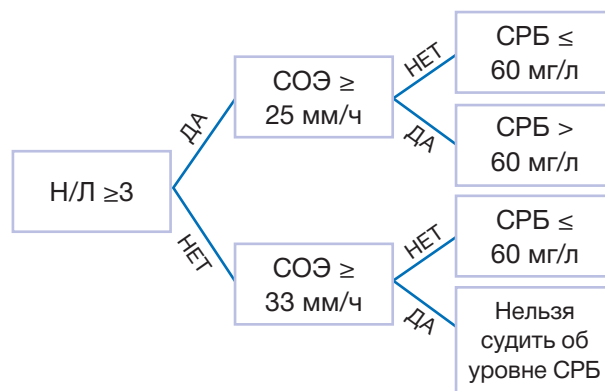 Н/Л ≥3
ДА
НЕТ
СОЭ ≥
25 мм/ч
НЕТ
ДА
СРБ ≤
60 мг/л
СРБ >
60 мг/л
СОЭ ≥
33 мм/ч
НЕТ
ДА
СРБ ≤
60 мг/л
Нельзя
судить об
уровне СРБ